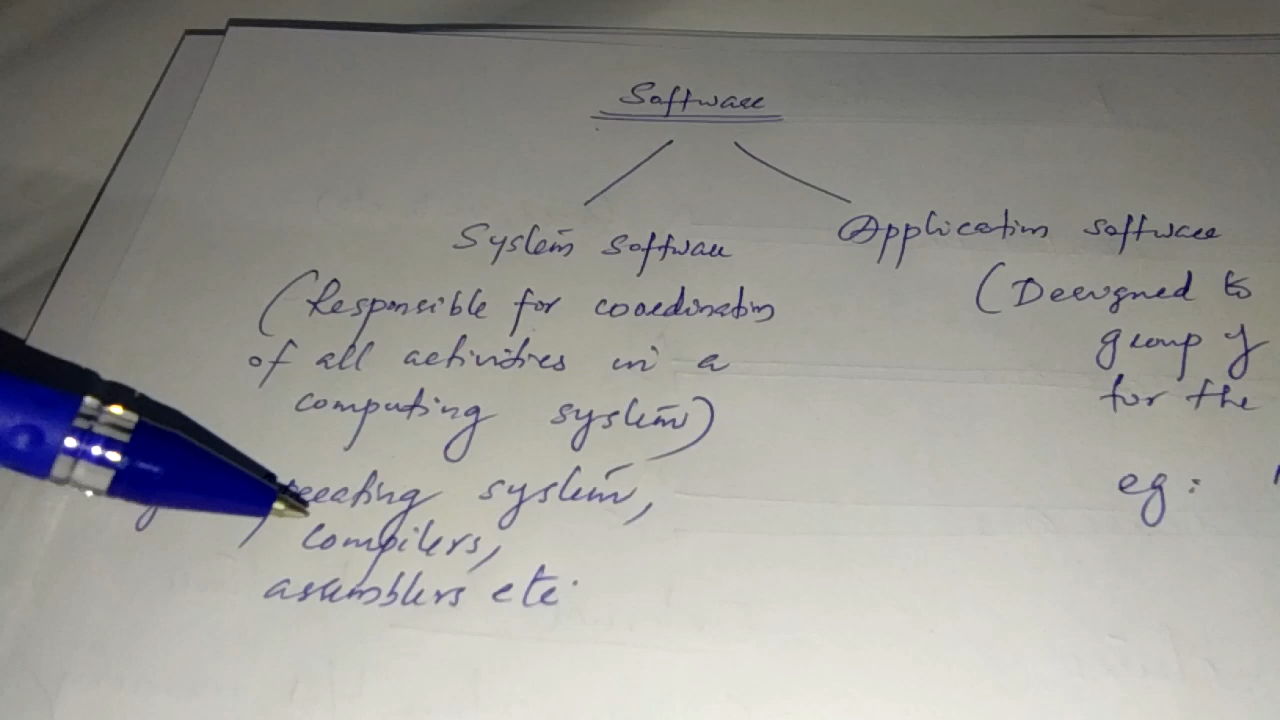 Software
System software
Application software
(Responsible for coordination
of all activities in a
computing system)
operating system,
compilers,
assemblers etc.
(Designed to
group of
for the
eg: